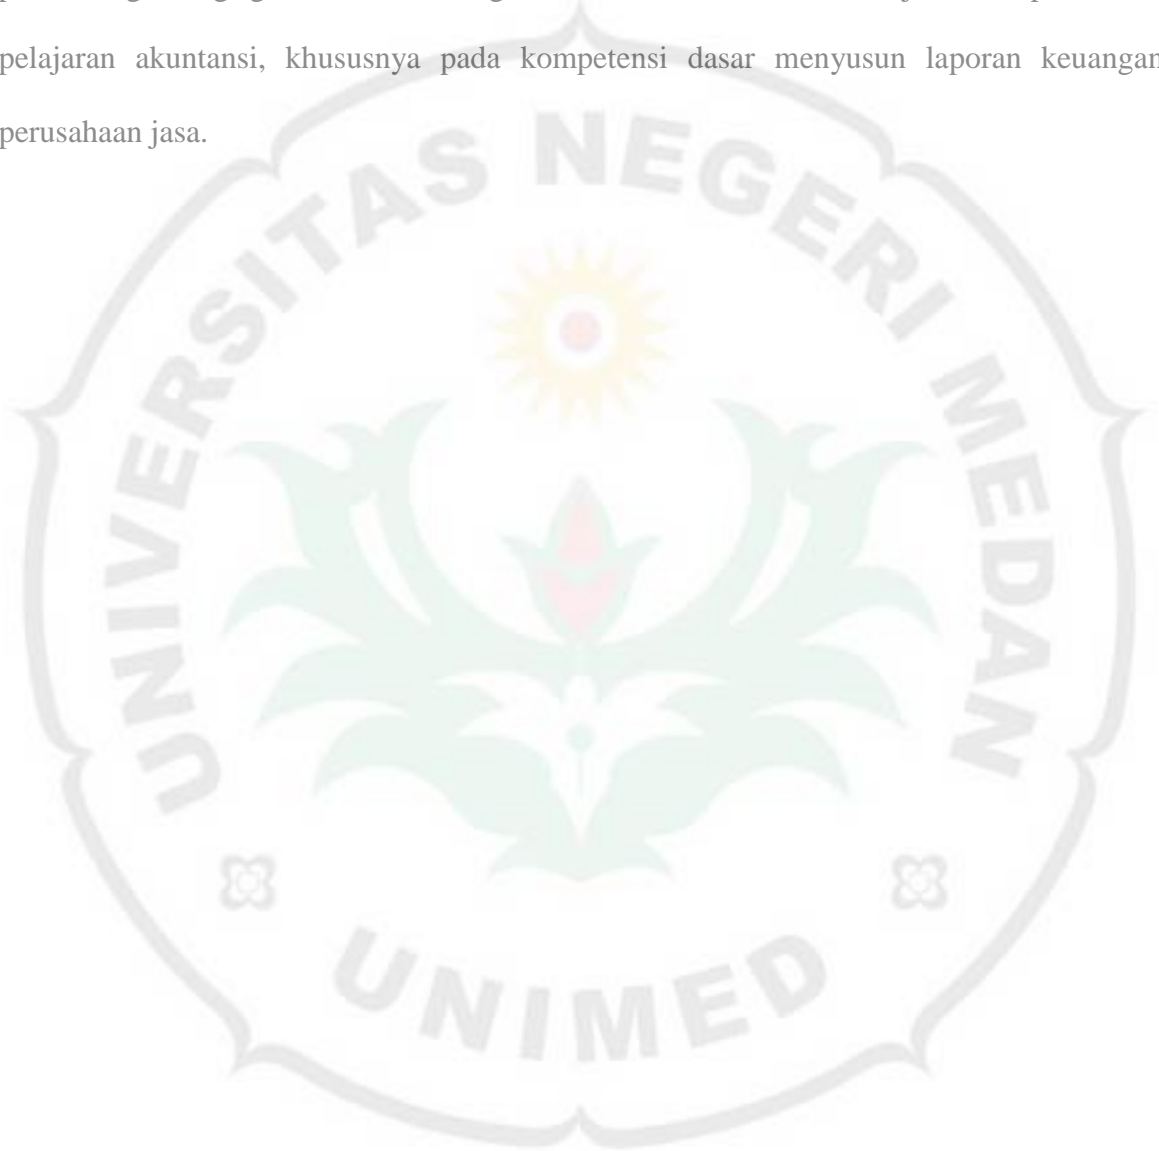 pelajaran akuntansi, khususnya pada kompetensi dasar menyusun laporan keuangan
perusahaan jasa.
UNIVERSITAS NEGERI MEDAN
UNIMED